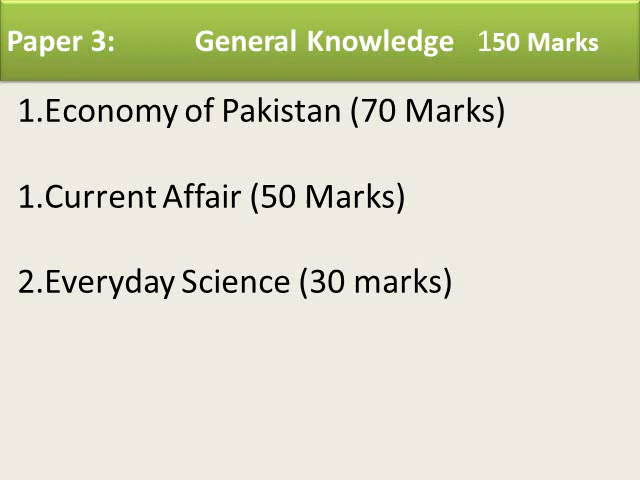 Paper 3: General Knowledge 150 Marks
1.Economy of Pakistan (70 Marks)
1.Current Affair (50 Marks)
2.Everyday Science (30 marks)